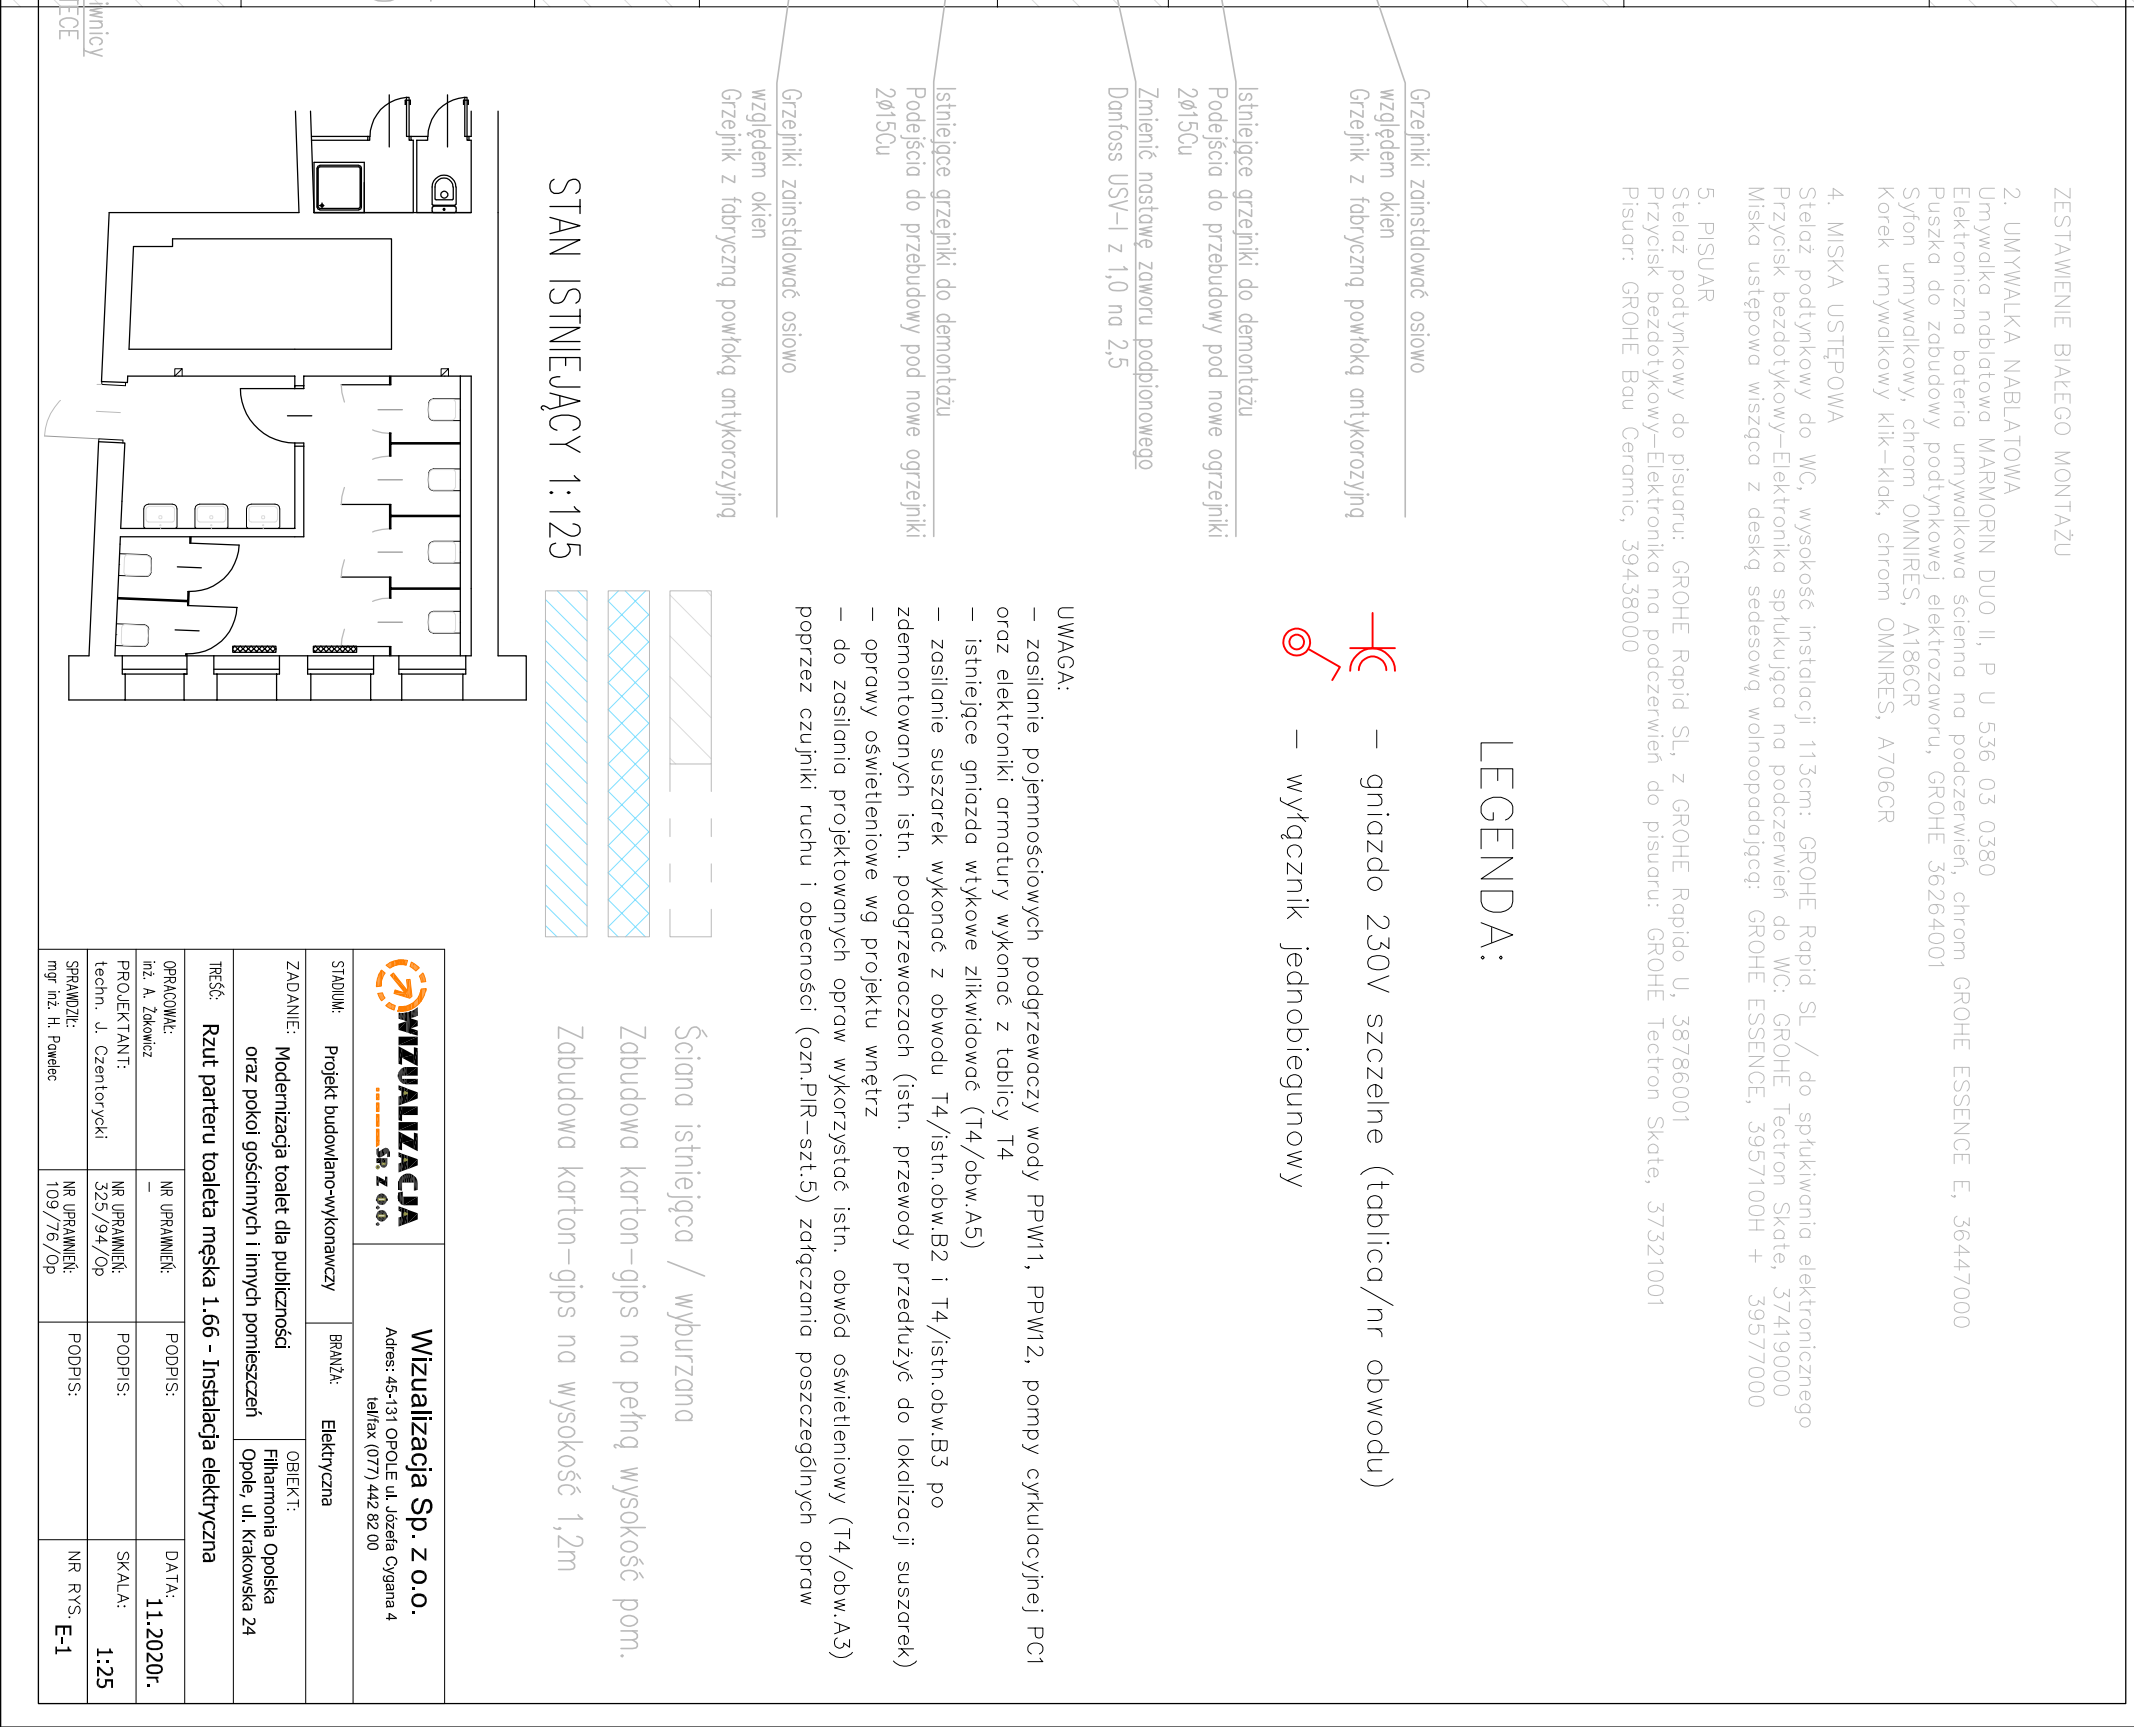 ZESTAWIENIE BIAŁEGO MONTAŻU
2. UMYWALKA NABLATOWA
Umywalka nablatowa MARMORIN DUO II, P U 536 03 0380
Elektroniczna bateria umywalkowa ścienna na podczerwień, chrom GROHE ESSENCE E, 36447000
Puszka do zabudowy podtynkowej elektrozaworu, GROHE 36264001
Syfon umywalkowy, chrom OMNIRES, A186CR
Korek umywalkowy klik-klak, chrom OMNIRES, A706CR
4. MISKA USTĘPOWA
Stelaż podtynkowy do WC, wysokość instalacji 113cm: GROHE Rapid SL / do spłukiwania elektronicznego
Przycisk bezdotykowy-Elektronika spłukująca na podczerwień do WC: GROHE Tectron Skate, 37419000
Miska ustępowa wisząca z deską sedesową wolnoopadającą: GROHE ESSENCE, 3957100H + 39577000
5. PISUAR
Stelaż podtynkowy do pisuaru: GROHE Rapid SL, z GROHE Rapido U, 38786001
Przycisk bezdotykowy-Elektronika na podczerwień do pisuaru: GROHE Tectron Skate, 37321001
Pisuar: GROHE Bau Ceramic, 39438000
Grzejniki zainstalować osiowo
względem okien
Grzejnik z fabryczną powłoką antykorozyjną
Istniejące grzejniki do demontażu
Podejścia do przebudowy pod nowe ogrzejniki
2ø15Cu
Zmienić nastawę zaworu podpionowego
Danfoss USV-I z 1,0 na 2,5
Istniejące grzejniki do demontażu
Podejścia do przebudowy pod nowe ogrzejniki
2ø15Cu
Grzejniki zainstalować osiowo
względem okien
Grzejnik z fabryczną powłoką antykorozyjną
LEGENDA:
- gniazdo 230V szczelne (tablica/nr obwodu)
- wyłącznik jednobiegunowy
UWAGA:
- zasilanie pojemnościowych podgrzewaczy wody PPW11, PPW12, pompy cyrkulacyjnej PC1
oraz elektroniki armatury wykonać z tablicy T4
- istniejące gniazda wtykowe zlikwidować (T4/obw.A5)
- zasilanie suszarek wykonać z obwodu T4/istn.obw.B2 i T4/istn.obw.B3 po
zdemontowanych istn. podgrzewaczach (istn. przewody przedłużyć do lokalizacji suszarek)
- oprawy oświetleniowe wg projektu wnętrz
- do zasilania projektowanych opraw wykorzystać istn. obwód oświetleniowy (T4/obw.A3)
poprzez czujniki ruchu i obecności (ozn.PIR-szt.5) załączania poszczególnych opraw
STAN ISTNIEJĄCY 1:125
Ściana istniejąca / wyburzana
Zabudowa karton-gips na pełną wysokość pom.
Zabudowa karton-gips na wysokość 1,2m
WIZUALIZACJA
SP. Z O.O.
Wizualizacja Sp. z o.o.
Adres: 45-131 OPOLE ul. Józefa Cygana 4
tel/fax (077) 442 82 00
STADIUM: Projekt budowlano-wykonawczy
BRANŻA: Elektryczna
ZADANIE: Modernizacja toalet dla publiczności
oraz pokoi gościnnych i innych pomieszczeń
OBIEKT:
Filharmonia Opolska
Opole, ul. Krakowska 24
TREŚĆ: Rzut parteru toaleta męska 1.66 - Instalacja elektryczna
OPRACOWAŁ:
inż. A. Żakowicz
NR UPRAWNIEŃ:
-
PODPIS:
DATA: 11.2020r.
PROJEKTANT:
techn. J. Czentorycki
NR UPRAWNIEŃ:
325/94/Op
PODPIS:
SKALA: 1:25
SPRAWDZIŁ:
mgr inż. H. Pawelec
NR UPRAWNIEŃ:
109/76/Op
PODPIS:
NR RYS. E-1